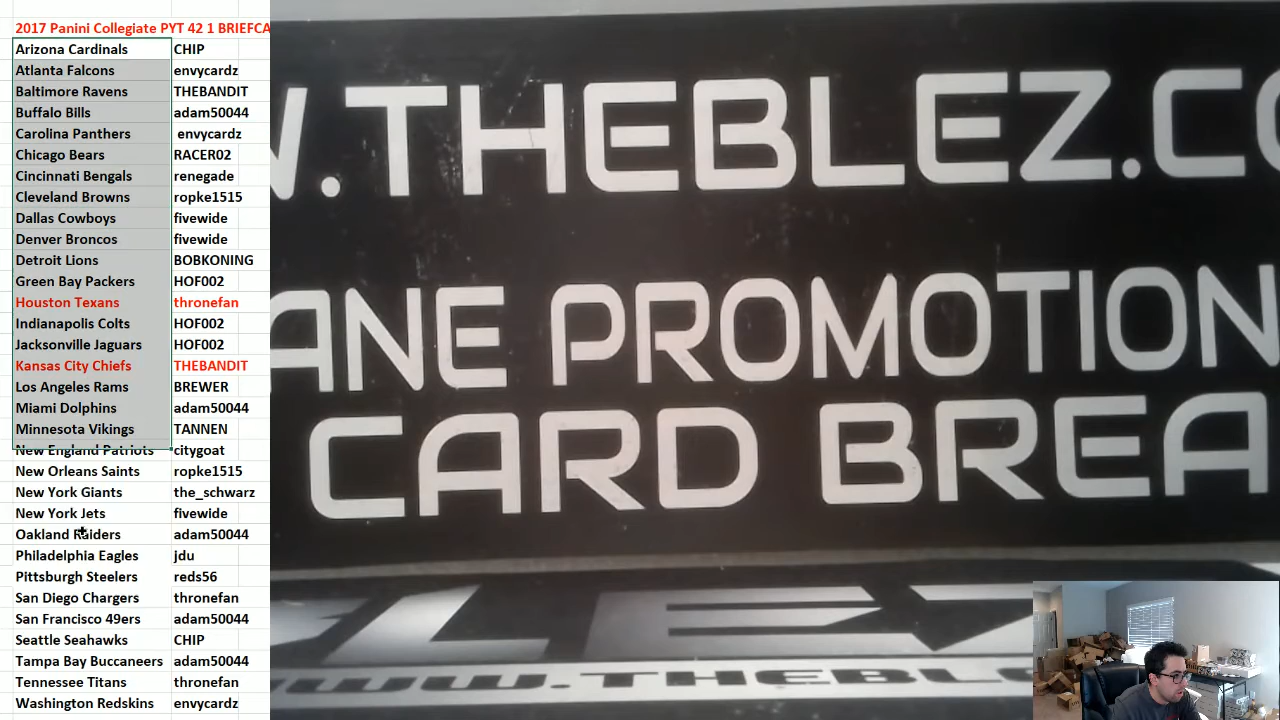 2017 Panini Collegiate PYT 42 1 BRIEFCA
Arizona Cardinals CHIP
Atlanta Falcons envycardz
Baltimore Ravens THEBANDIT
Buffalo Bills adam50044
Carolina Panthers envycardz
Chicago Bears RACER02
Cincinnati Bengals renegade
Cleveland Browns ropke1515
Dallas Cowboys fivewide
Denver Broncos fivewide
Detroit Lions BOBKONING
Green Bay Packers HOF002
Houston Texans thronefan
Indianapolis Colts HOF002
Jacksonville Jaguars HOF002
Kansas City Chiefs THEBANDIT
Los Angeles Rams BREWER
Miami Dolphins adam50044
Minnesota Vikings TANNEN
New England Patriots citygoat
New Orleans Saints ropke1515
New York Giants the_schwarz
New York Jets fivewide
Oakland Raiders adam50044
Philadelphia Eagles jdu
Pittsburgh Steelers reds56
San Diego Chargers thronefan
San Francisco 49ers adam50044
Seattle Seahawks CHIP
Tampa Bay Buccaneers adam50044
Tennessee Titans thronefan
Washington Redskins envycardz
W.THEBLEZ.CO
ANE PROMOTION
CARD BREA
LEZ
www.THEBLE